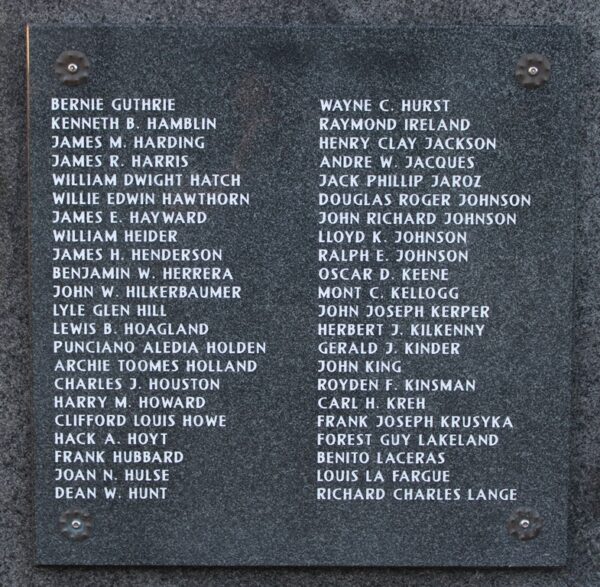 BERNIE GUTHRIE
KENNETH B. HAMBLIN
JAMES M. HARDING
JAMES R. HARRIS
WILLIAM DWIGHT HATCH
WILLIE EDWIN HAWTHORN
JAMES E. HAYWARD
WILLIAM HEIDER
JAMES H. HENDERSON
BENJAMIN W. HERRERA
JOHN W. HILKERBAUMER
LYLE GLEN HILL
LEWIS B. HOAGLAND
PUNCIANO ALEDIA HOLDEN
ARCHIE TOOMES HOLLAND
CHARLES J. HOUSTON
HARRY M. HOWARD
CLIFFORD LOUIS HOWE
HACK A. HOYT
FRANK HUBBARD
JOAN N. HULSE
DEAN W. HUNT
WAYNE C. HURST
RAYMOND IRELAND
HENRY CLAY JACKSON
ANDRE W. JACQUES
JACK PHILLIP JAROZ
DOUGLAS ROGER JOHNSON
JOHN RICHARD JOHNSON
LLOYD K. JOHNSON
RALPH E. JOHNSON
OSCAR D. KEENE
MONT C. KELLOGG
JOHN JOSEPH KERPER
HERBERT J. KILKENNY
GERALD J. KINDER
JOHN KING
ROYDEN F. KINSMAN
CARL H. KREH
FRANK JOSEPH KRUSYKA
FOREST GUY LAKELAND
BENITO LACERAS
LOUIS LA FARGUE
RICHARD CHARLES LANGE